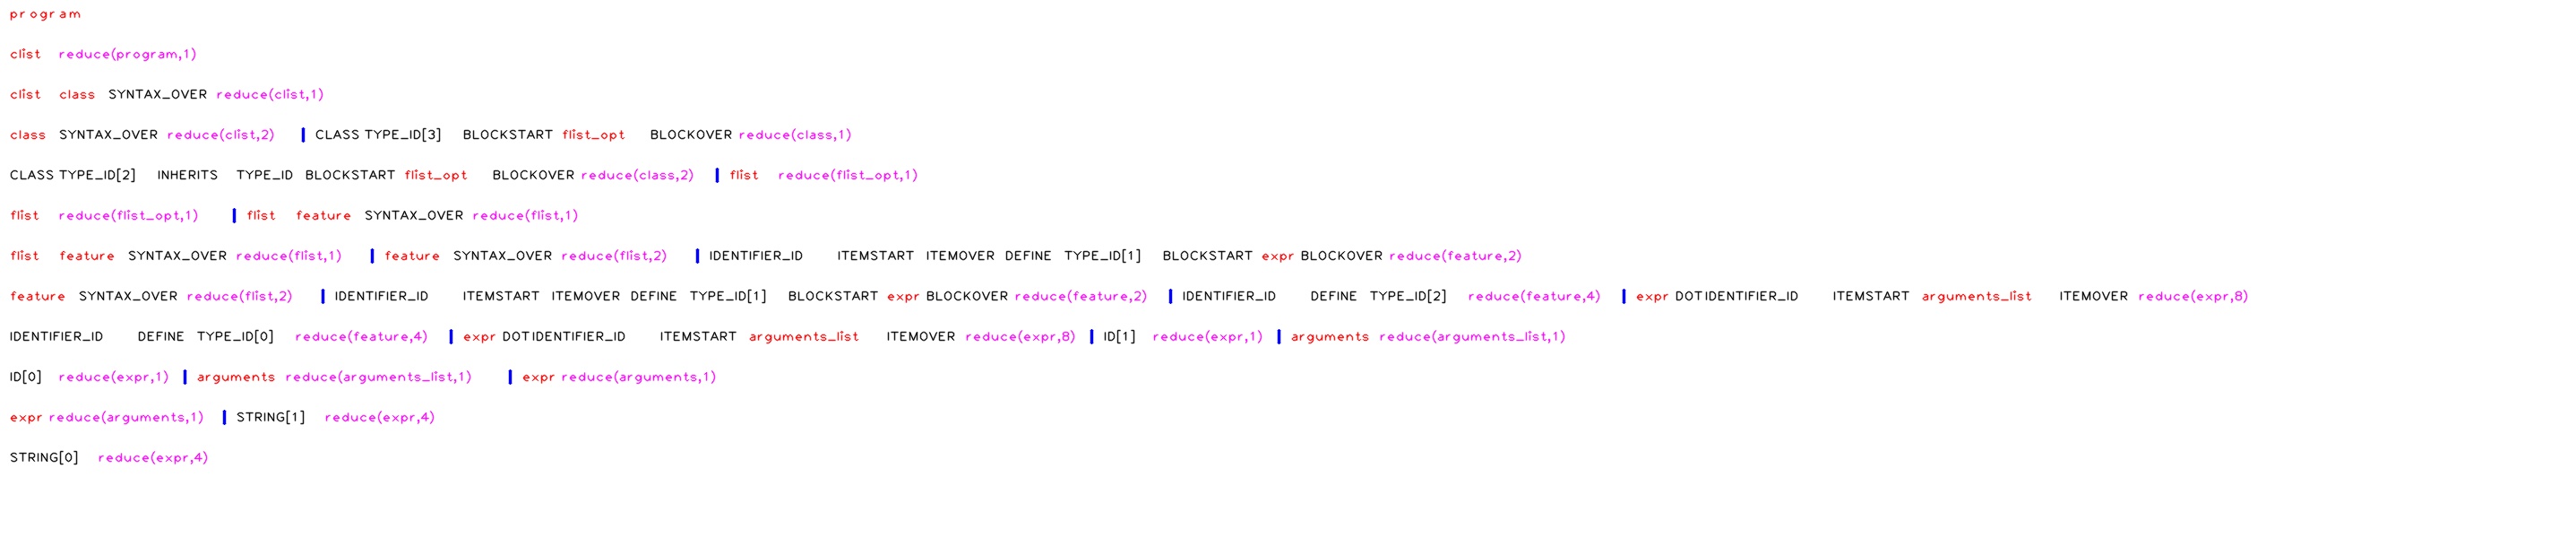 program
clist reduce(program,1)
clist class SYNTAX_OVER reduce(clist,1)
class SYNTAX_OVER reduce(clist,2) | CLASS TYPE_ID[3] BLOCKSTART flist_opt BLOCKOVER reduce(class,1)
CLASS TYPE_ID[2] INHERITS TYPE_ID BLOCKSTART flist_opt BLOCKOVER reduce(class,2) | flist reduce(flist_opt,1)
flist reduce(flist_opt,1) | flist feature SYNTAX_OVER reduce(flist,1)
flist feature SYNTAX_OVER reduce(flist,1) | feature SYNTAX_OVER reduce(flist,2) | IDENTIFIER_ID ITEMSTART ITEMOVER DEFINE TYPE_ID[1] BLOCKSTART expr BLOCKOVER reduce(feature,2)
feature SYNTAX_OVER reduce(flist,2) | IDENTIFIER_ID ITEMSTART ITEMOVER DEFINE TYPE_ID[1] BLOCKSTART expr BLOCKOVER reduce(feature,2) | IDENTIFIER_ID DEFINE TYPE_ID[2] reduce(feature,4) | expr DOT IDENTIFIER_ID ITEMSTART arguments_list ITEMOVER reduce(expr,8)
IDENTIFIER_ID DEFINE TYPE_ID[0] reduce(feature,4) | expr DOT IDENTIFIER_ID ITEMSTART arguments_list ITEMOVER reduce(expr,8) | ID[1] reduce(expr,1) | arguments reduce(arguments_list,1)
ID[0] reduce(expr,1) | arguments reduce(arguments_list,1) | expr reduce(arguments,1)
expr reduce(arguments,1) | STRING[1] reduce(expr,4)
STRING[0] reduce(expr,4)